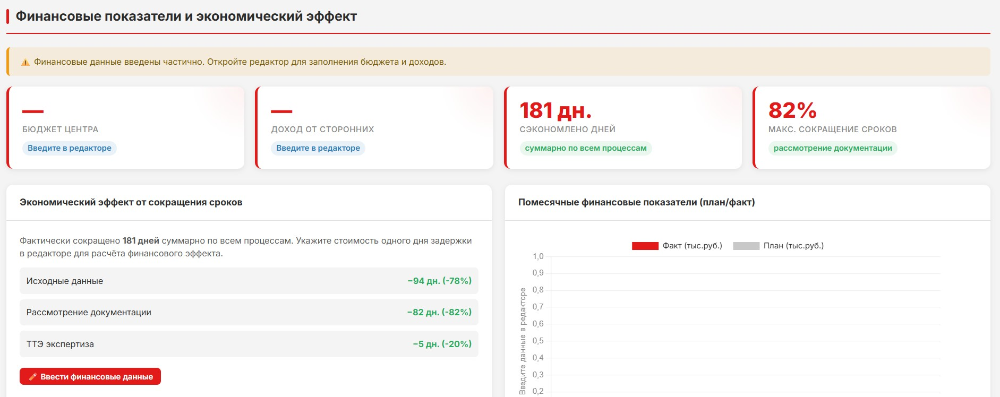 Финансовые показатели и экономический эффект
⚠ Финансовые данные введены частично. Откройте редактор для заполнения бюджета и доходов.
—
БЮДЖЕТ ЦЕНТРА
Введите в редакторе
—
ДОХОД ОТ СТОРОННИХ
Введите в редакторе
181 дн.
СЭКОНОМЛЕНО ДНЕЙ
суммарно по всем процессам
82%
МАКС. СОКРАЩЕНИЕ СРОКОВ
рассмотрение документации
Экономический эффект от сокращения сроков
Фактически сокращено 181 дней суммарно по всем процессам. Укажите стоимость одного дня задержки
в редакторе для расчёта финансового эффекта.
Исходные данные −94 дн. (-78%)
Рассмотрение документации −82 дн. (-82%)
ТТЭ экспертиза −5 дн. (-20%)
Ввести финансовые данные
Помесячные финансовые показатели (план/факт)
Факт (тыс.руб.) План (тыс.руб.)
Введите данные в редакторе
1,0
0,9
0,8
0,7
0,6
0,5
0,4
0,3
0,2